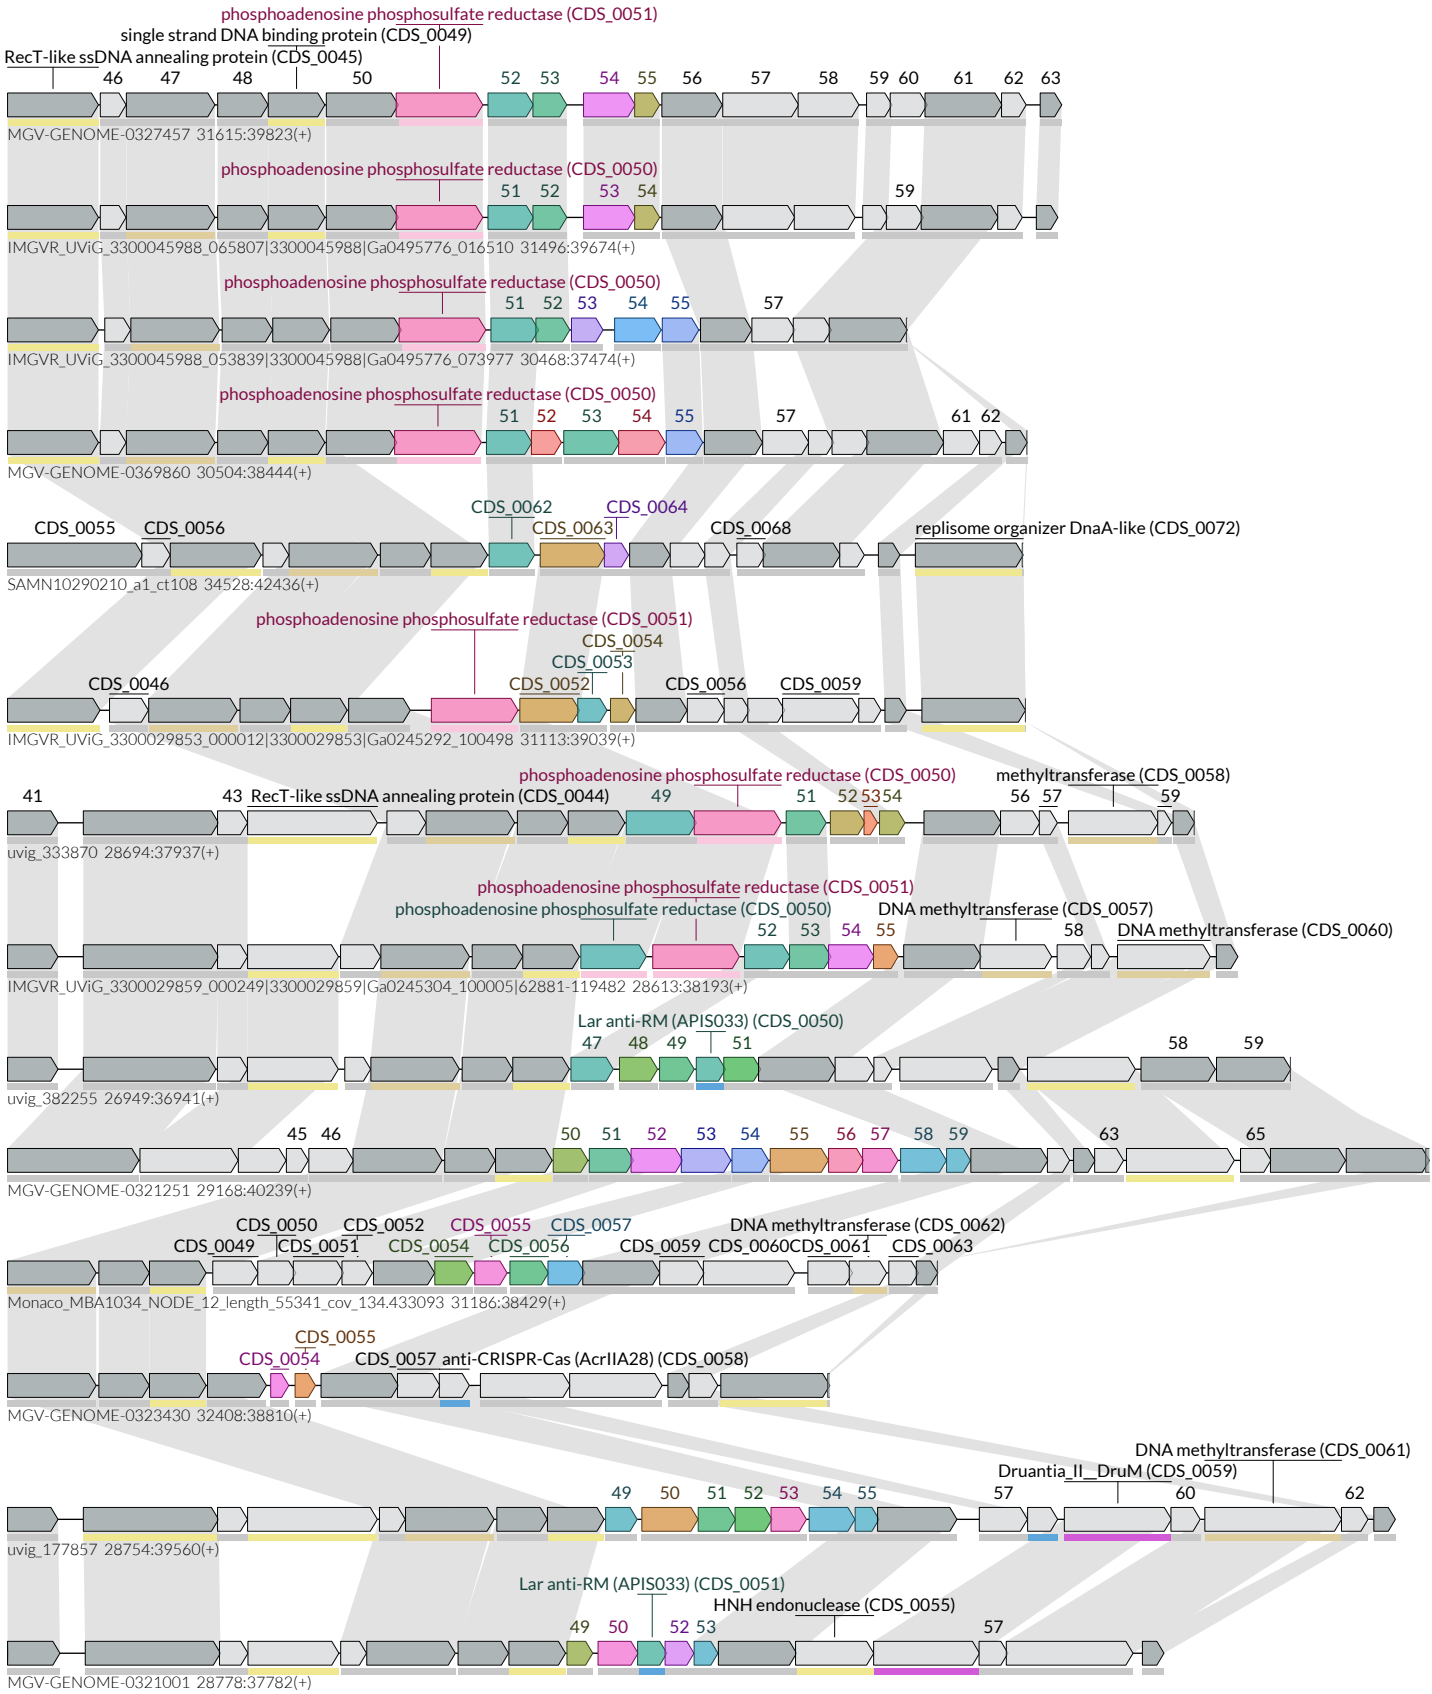 phosphoadenosine phosphosulfate reductase (CDS_0051)
single strand DNA binding protein (CDS_0049)
RecT-like ssDNA annealing protein (CDS_0045)
46 47 48 50 52 53 54 55 56 57 58 59 60 61 62 63
MGV-GENOME-0327457 31615:39823(+)
phosphoadenosine phosphosulfate reductase (CDS_0050)
51 52 53 54 59
IMGVR_UViG_3300045988_065807|3300045988|Ga0495776_016510 31496:39674(+)
phosphoadenosine phosphosulfate reductase (CDS_0050)
51 52 53 54 55 57
IMGVR_UViG_3300045988_053839|3300045988|Ga0495776_073977 30468:37474(+)
phosphoadenosine phosphosulfate reductase (CDS_0050)
51 52 53 54 55 57 61 62
MGV-GENOME-0369860 30504:38444(+)
CDS_0062 CDS_0064
CDS_0055 CDS_0056 CDS_0063 CDS_0068 replisome organizer DnaA-like (CDS_0072)
SAMN10290210_a1_ct108 34528:42436(+)
phosphoadenosine phosphosulfate reductase (CDS_0051)
CDS_0054
CDS_0053
CDS_0046 CDS_0052 CDS_0056 CDS_0059
IMGVR_UViG_3300029853_000012|3300029853|Ga0245292_100498 31113:39039(+)
phosphoadenosine phosphosulfate reductase (CDS_0050) methyltransferase (CDS_0058)
41 43 RecT-like ssDNA annealing protein (CDS_0044) 49 51 52 53 54 56 57 59
uvig_333870 28694:37937(+)
phosphoadenosine phosphosulfate reductase (CDS_0051)
phosphoadenosine phosphosulfate reductase (CDS_0050) DNA methyltransferase (CDS_0057)
52 53 54 55 58 DNA methyltransferase (CDS_0060)
IMGVR_UViG_3300029859_000249|3300029859|Ga0245304_100005|62881-119482 28613:38193(+)
Lar anti-RM (APIS033) (CDS_0050)
47 48 49 51 58 59
uvig_382255 26949:36941(+)
45 46 50 51 52 53 54 55 56 57 58 59 63 65
MGV-GENOME-0321251 29168:40239(+)
CDS_0050 CDS_0052 CDS_0055 CDS_0057 DNA methyltransferase (CDS_0062)
CDS_0049 CDS_0051 CDS_0054 CDS_0056 CDS_0059 CDS_0060 CDS_0061 CDS_0063
Monaco_MBA1034_NODE_12_length_55341_cov_134.433093 31186:38429(+)
CDS_0055
CDS_0054 CDS_0057 anti-CRISPR-Cas (AcrIIA28) (CDS_0058)
MGV-GENOME-0323430 32408:38810(+)
DNA methyltransferase (CDS_0061)
Druantia_II__DruM (CDS_0059)
49 50 51 52 53 54 55 57 60 62
uvig_177857 28754:39560(+)
Lar anti-RM (APIS033) (CDS_0051)
HNH endonuclease (CDS_0055)
49 50 52 53 57
MGV-GENOME-0321001 28778:37782(+)